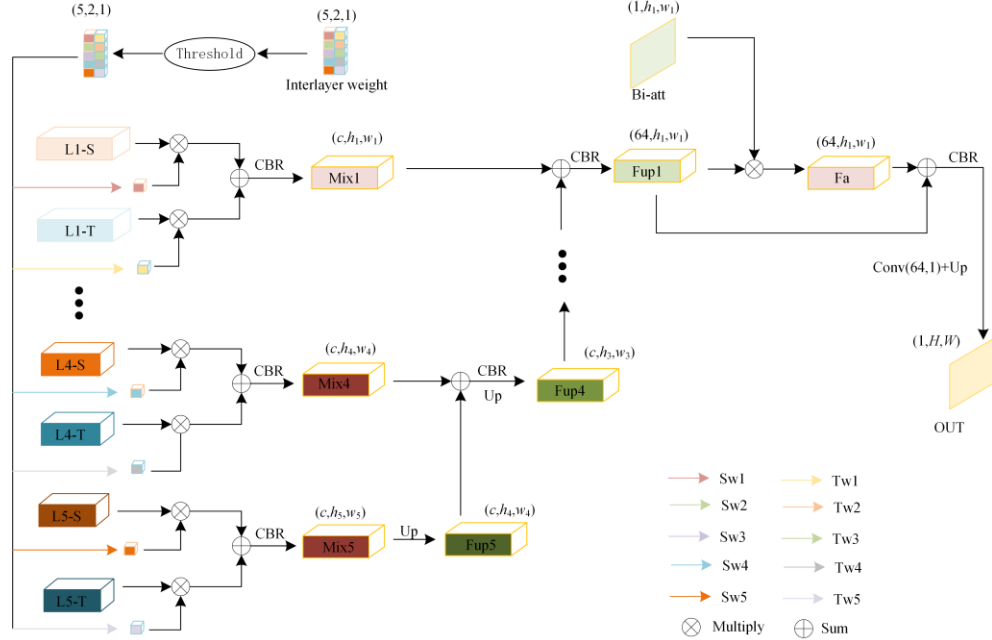 (5,2,1)
(5,2,1)
(1,h₁,w₁)
Threshold
Interlayer weight
Bi-att
(c,h₁,w₁)
(64,h₁,w₁)
(64,h₁,w₁)
L1-S
CBR
Mix1
CBR
Fup1
Fa
CBR
L1-T
Conv(64,1)+Up
(c,h₄,w₄)
(c,h₃,w₃)
(1,H,W)
L4-S
CBR
Mix4
CBR
Up
Fup4
L4-T
OUT
(c,h₅,w₅)
(c,h₄,w₄)
L5-S
CBR
Mix5
Up
Fup5
L5-T
Sw1
Tw1
Sw2
Tw2
Sw3
Tw3
Sw4
Tw4
Sw5
Tw5
Multiply
Sum